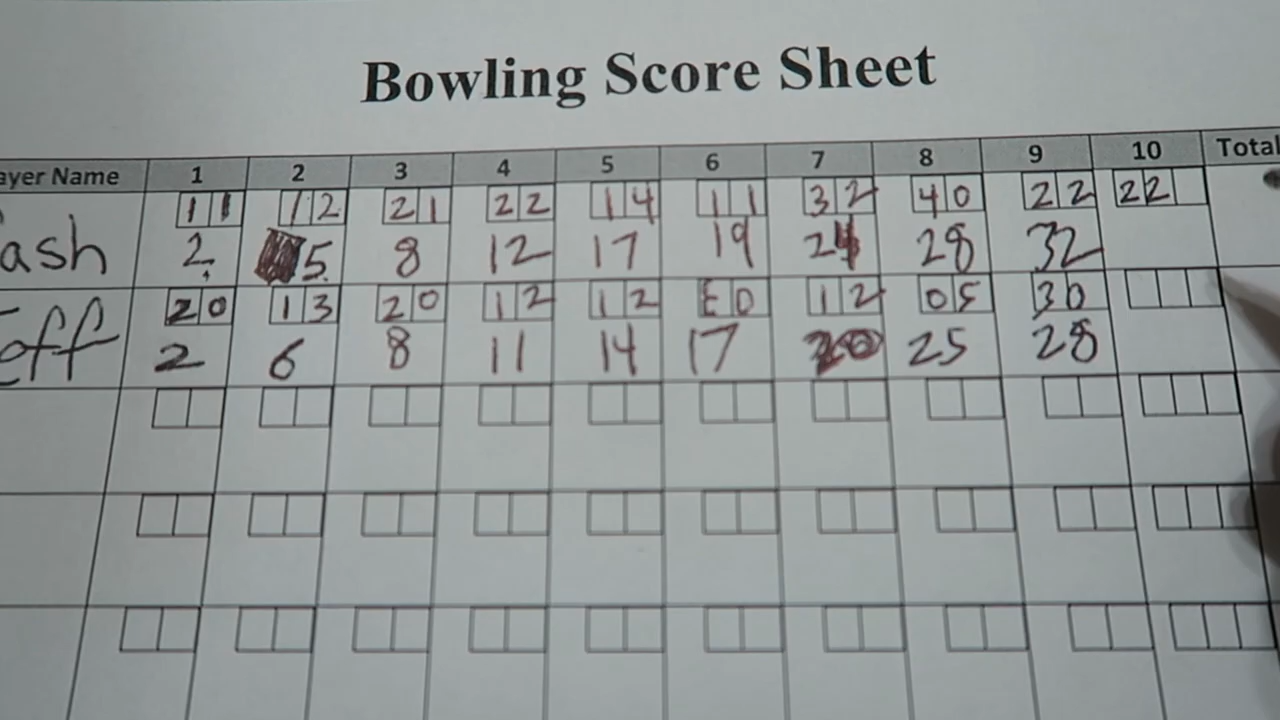 Bowling Score Sheet
ayer Name 1 2 3 4 5 6 7 8 9 10 Total
1 1 1 2 2 1 2 2 1 4 1 1 3 2 4 0 2 2 2 2
ash 2 5 8 12 17 19 24 28 32
2 0 1 3 2 0 1 2 1 2 0 1 2 0 5 3 0
eff 2 6 8 11 14 17 20 25 28